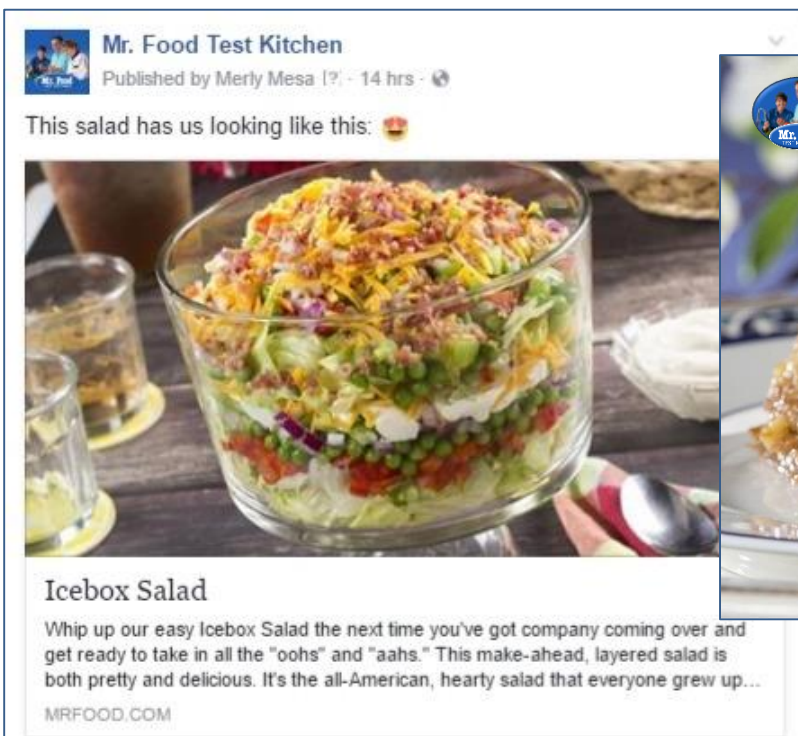 Mr. Food Test Kitchen
Published by Merly Mesa [?] · 14 hrs ·
This salad has us looking like this: 😍
Icebox Salad
Whip up our easy Icebox Salad the next time you've got company coming over and
get ready to take in all the "oohs" and "aahs." This make-ahead, layered salad is
both pretty and delicious. It's the all-American, hearty salad that everyone grew up...
MRFOOD.COM
Mr.